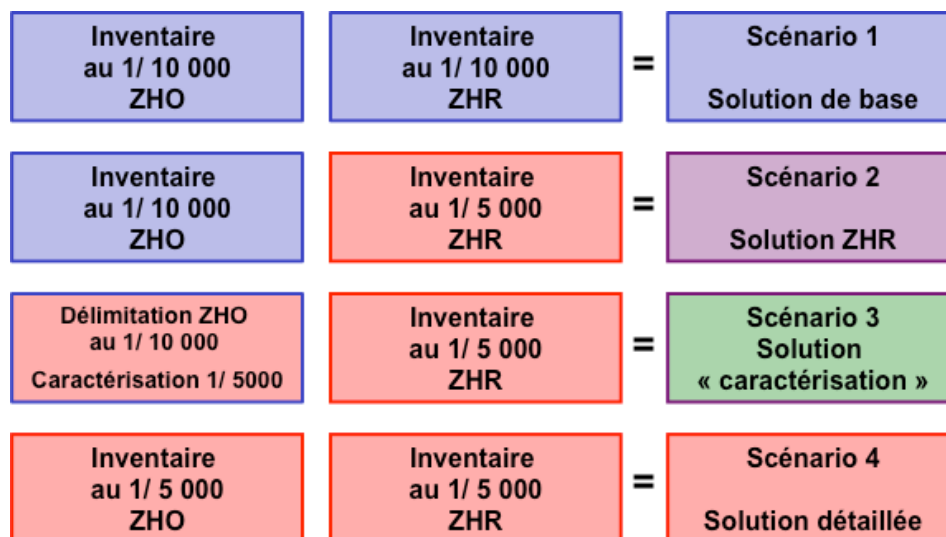 Inventaire
au 1/ 10 000
ZHO
Inventaire
au 1/ 10 000
ZHR
=
Scénario 1
Solution de base
Inventaire
au 1/ 10 000
ZHO
Inventaire
au 1/ 5 000
ZHR
=
Scénario 2
Solution ZHR
Délimitation ZHO
au 1/ 10 000
Caractérisation 1/ 5000
Inventaire
au 1/ 5 000
ZHR
=
Scénario 3
Solution
« caractérisation »
Inventaire
au 1/ 5 000
ZHO
Inventaire
au 1/ 5 000
ZHR
=
Scénario 4
Solution détaillée